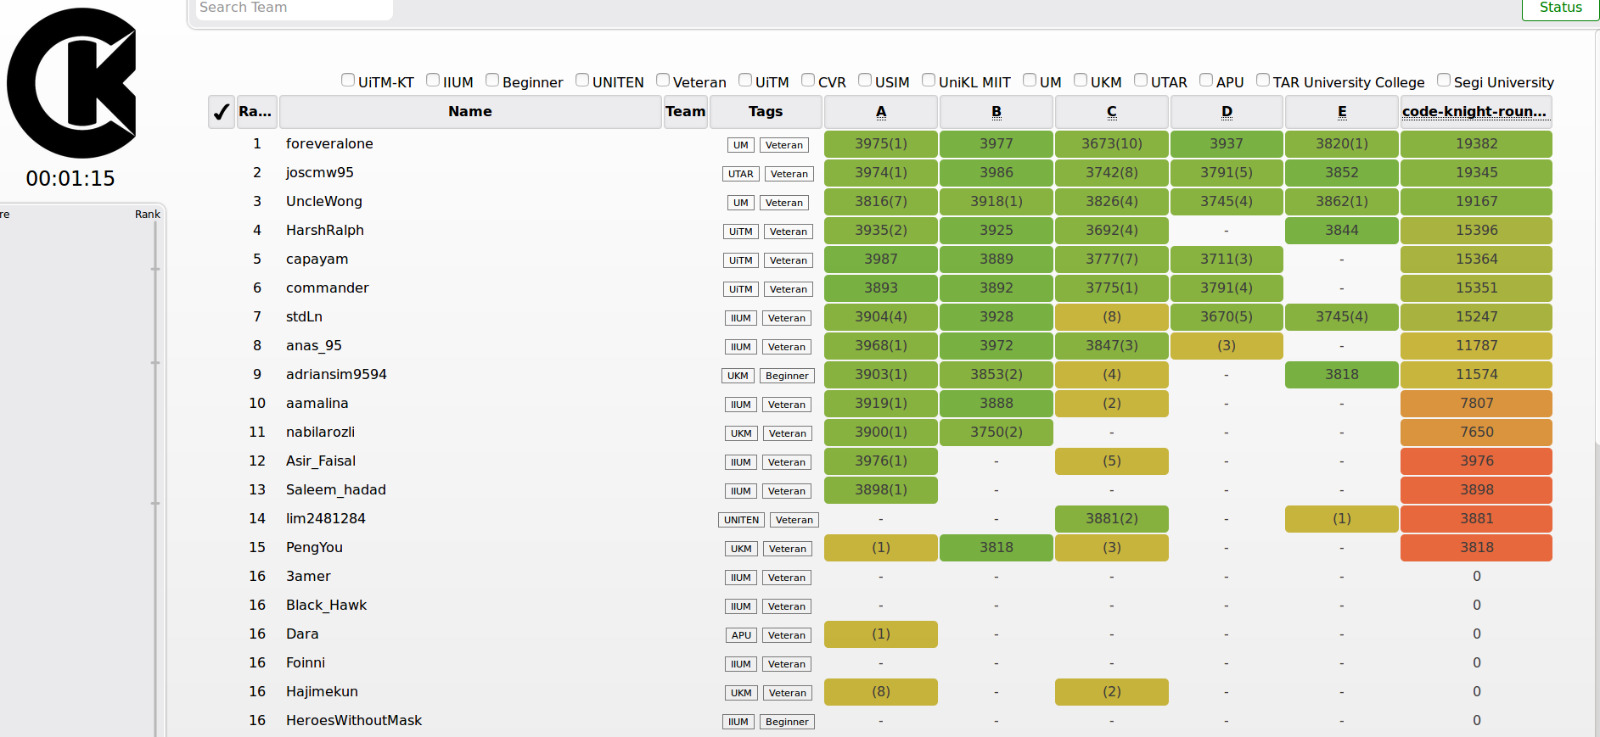 Search Team
Status
CK
00:01:15
re Rank
UiTM-KT IIUM Beginner UNITEN Veteran UiTM CVR USIM UniKL MIIT UM UKM UTAR APU TAR University College Segi University
✓ Ra... Name Team Tags A B C D E code-knight-roun...
1 foreveralone UM Veteran 3975(1) 3977 3673(10) 3937 3820(1) 19382
2 joscmw95 UTAR Veteran 3974(1) 3986 3742(8) 3791(5) 3852 19345
3 UncleWong UM Veteran 3816(7) 3918(1) 3826(4) 3745(4) 3862(1) 19167
4 HarshRalph UiTM Veteran 3935(2) 3925 3692(4) - 3844 15396
5 capayam UiTM Veteran 3987 3889 3777(7) 3711(3) - 15364
6 commander UiTM Veteran 3893 3892 3775(1) 3791(4) - 15351
7 stdLn IIUM Veteran 3904(4) 3928 (8) 3670(5) 3745(4) 15247
8 anas_95 IIUM Veteran 3968(1) 3972 3847(3) (3) - 11787
9 adriansim9594 UKM Beginner 3903(1) 3853(2) (4) - 3818 11574
10 aamalina IIUM Veteran 3919(1) 3888 (2) - - 7807
11 nabilarozli UKM Veteran 3900(1) 3750(2) - - - 7650
12 Asir_Faisal IIUM Veteran 3976(1) - (5) - - 3976
13 Saleem_hadad IIUM Veteran 3898(1) - - - - 3898
14 lim2481284 UNITEN Veteran - - 3881(2) - (1) 3881
15 PengYou UKM Veteran (1) 3818 (3) - - 3818
16 3amer IIUM Veteran - - - - - 0
16 Black_Hawk IIUM Veteran - - - - - 0
16 Dara APU Veteran (1) - - - - 0
16 Foinni IIUM Veteran - - - - - 0
16 Hajimekun UKM Veteran (8) - (2) - - 0
16 HeroesWithoutMask IIUM Beginner - - - - - 0